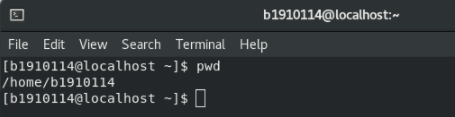 b1910114@localhost:~
File Edit View Search Terminal Help
[b1910114@localhost ~]$ pwd
/home/b1910114
[b1910114@localhost ~]$